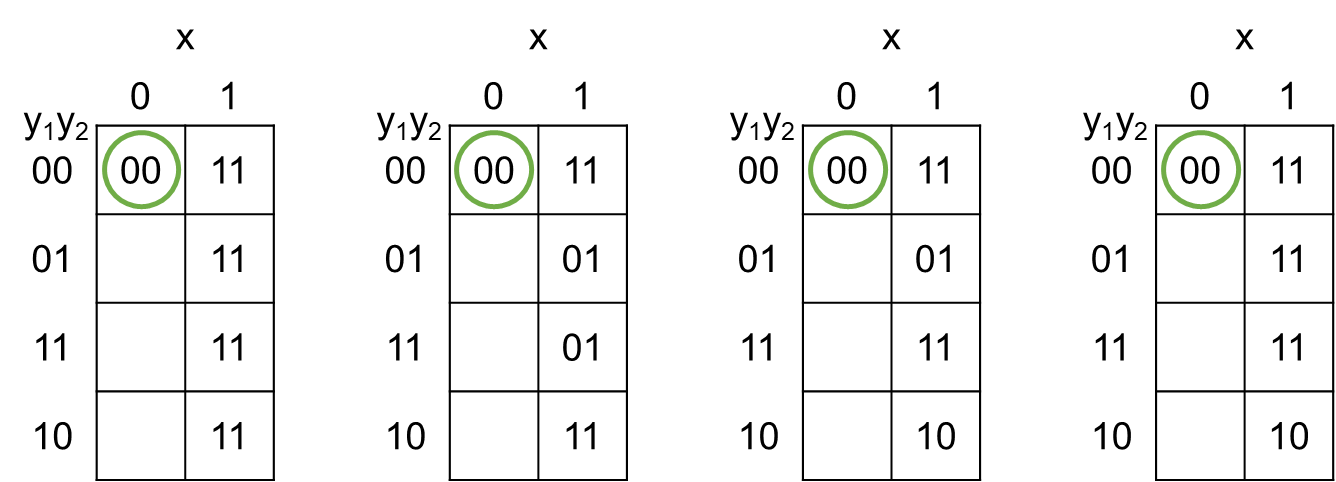 x x x x
0 1 0 1 0 1 0 1
y₁y₂ y₁y₂ y₁y₂ y₁y₂
00 00 11 00 00 11 00 00 11 00 00 11
01 11 01 01 01 01 01 11
11 11 11 01 11 11 11 11
10 11 10 11 10 10 10 10